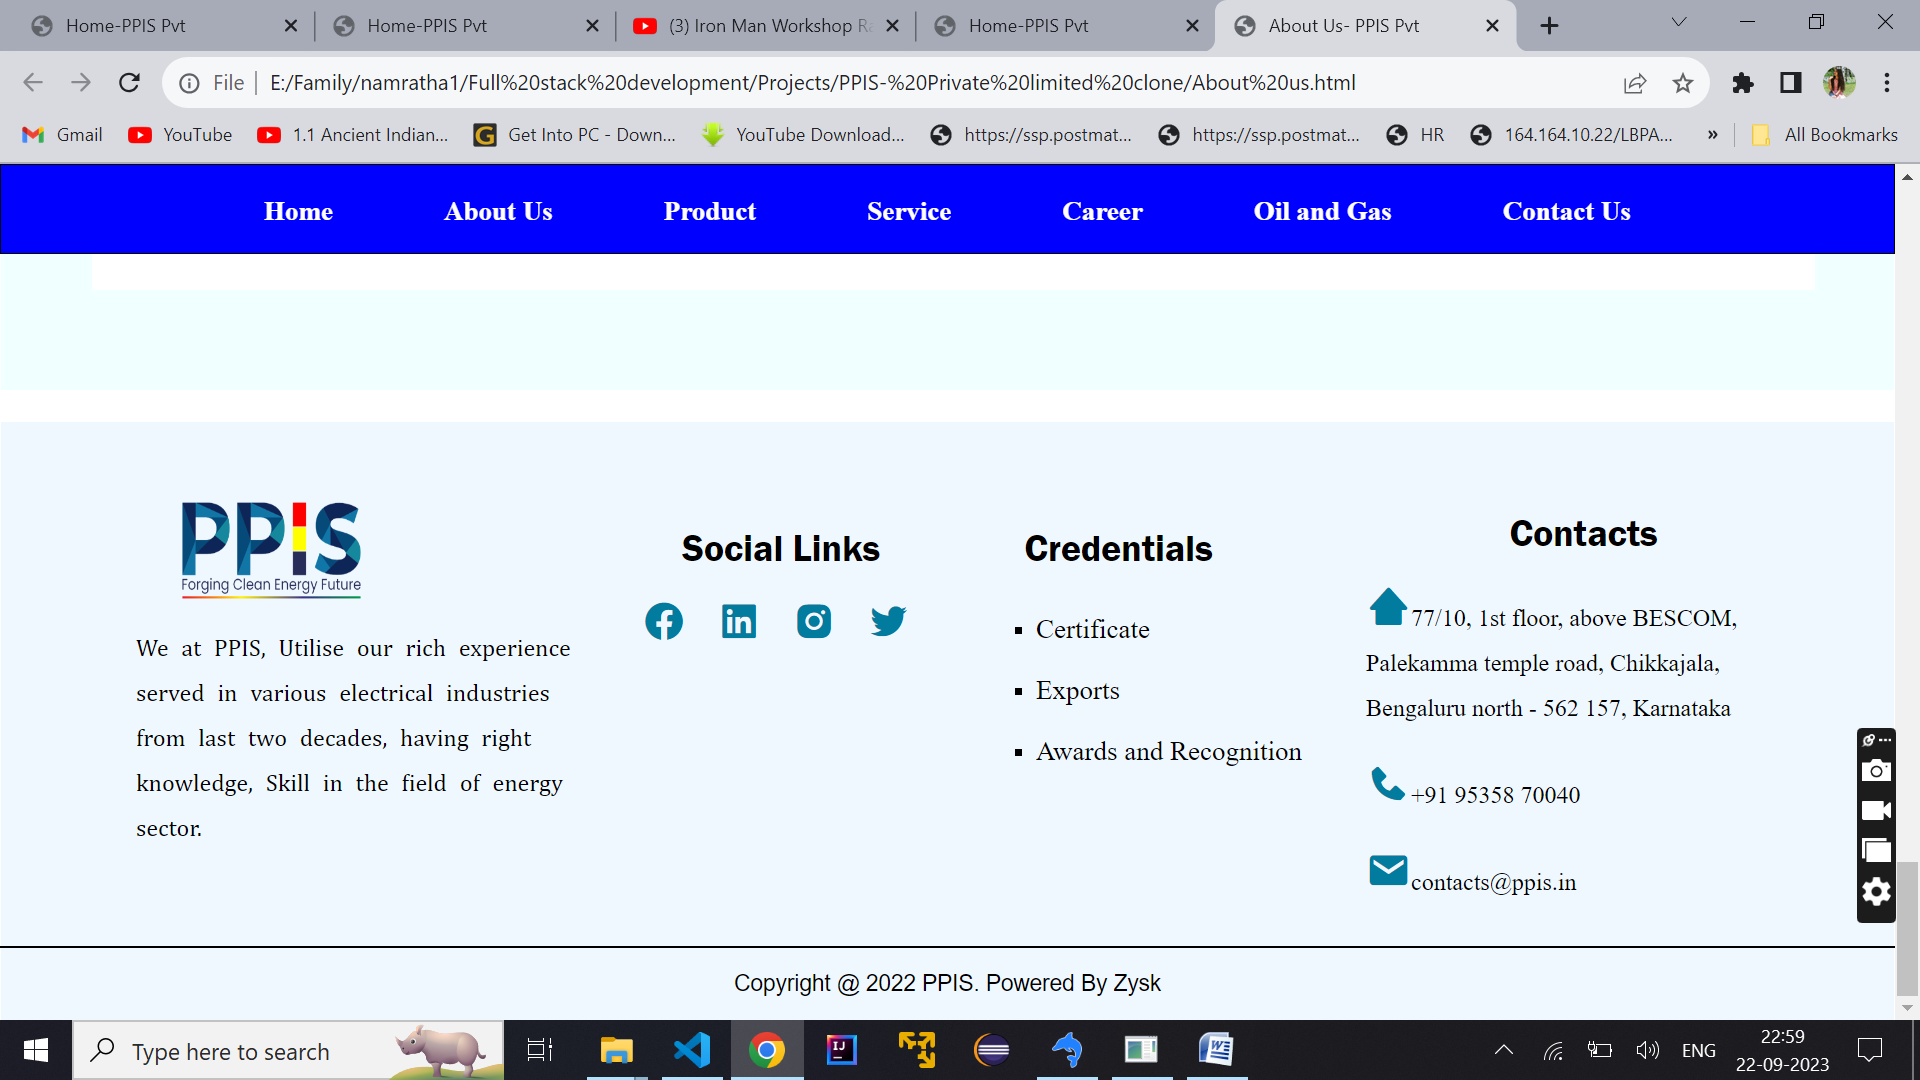 Home-PPIS Pvt
Home-PPIS Pvt
(3) Iron Man Workshop Ra
Home-PPIS Pvt
About Us- PPIS Pvt
File
E:/Family/namratha1/Full%20stack%20development/Projects/PPIS-%20Private%20limited%20clone/About%20us.html
Gmail
YouTube
1.1 Ancient Indian...
Get Into PC - Down...
YouTube Download...
https://ssp.postmat...
https://ssp.postmat...
HR
164.164.10.22/LBPA...
»
All Bookmarks
Home
About Us
Product
Service
Career
Oil and Gas
Contact Us
PPIS
Forging Clean Energy Future
We at PPIS, Utilise our rich experience
served in various electrical industries
from last two decades, having right
knowledge, Skill in the field of energy
sector.
Social Links
Credentials
Certificate
Exports
Awards and Recognition
Contacts
77/10, 1st floor, above BESCOM,
Palekamma temple road, Chikkajala,
Bengaluru north - 562 157, Karnataka
+91 95358 70040
contacts@ppis.in
Copyright @ 2022 PPIS. Powered By Zysk
Type here to search
ENG
22:59
22-09-2023